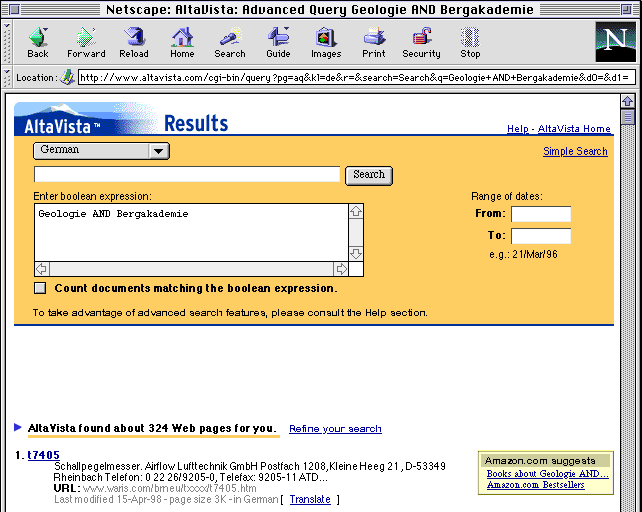 Netscape: AltaVista: Advanced Query Geologie AND Bergakademie
Back Forward Reload Home Search Guide Images Print Security Stop
N
Location: http://www.altavista.com/cgi-bin/query?pg=aq&kl=de&r=&search=Search&q=Geologie+AND+Bergakademie&d0=&d1=
AltaVista™ Results
Help - AltaVista Home
German
Simple Search
Search
Enter boolean expression:
Range of dates:
Geologie AND Bergakademie
From:
To:
e.g.: 21/Mar/96
Count documents matching the boolean expression.
To take advantage of advanced search features, please consult the Help section.
AltaVista found about 324 Web pages for you. Refine your search
1. t7405
Schallpegelmesser. Airflow Lufttechnik GmbH Postfach 1208, Kleine Heeg 21, D-53349
Rheinbach Telefon: 0 22 26/9205-0, Telefax: 9205-11 ATD...
URL: www.waris.com/brneu/txxxx/t7405.htm
Last modified 15-Apr-98 - page size 3K - in German [ Translate ]
Amazon.com suggests
Books about Geologie AND...
Amazon.com Bestsellers